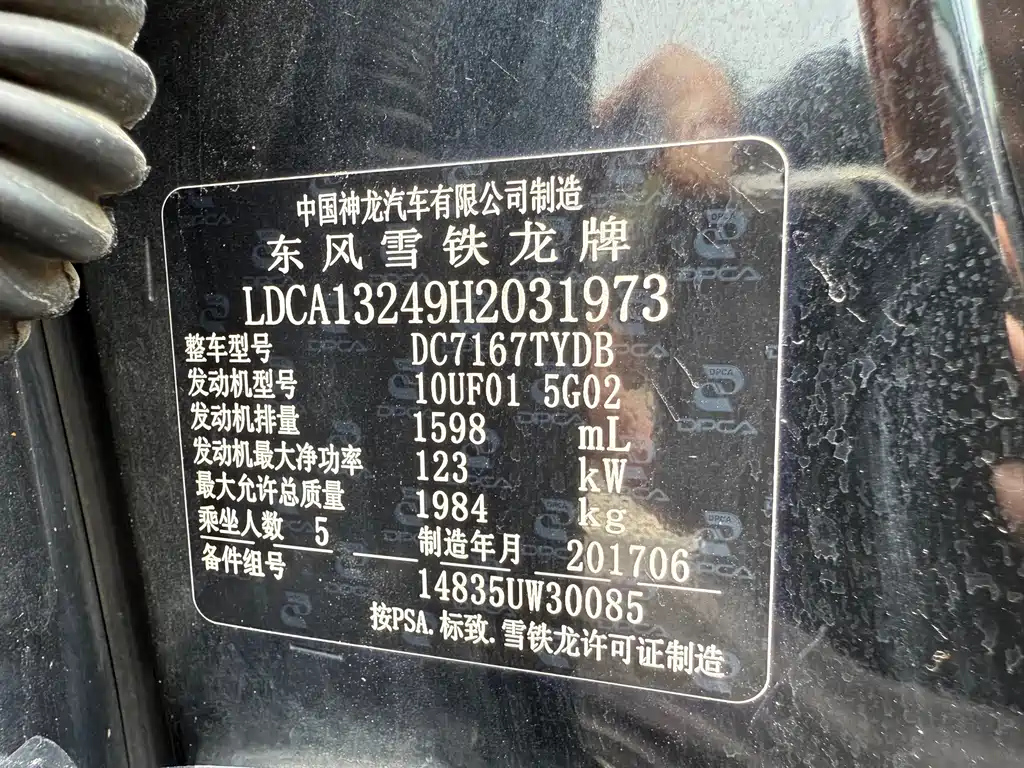 中国神龙汽车有限公司制造
东风雪铁龙牌
LDCA13249H2031973
整车型号 DC7167TYDB
发动机型号 10UF01 5G02
发动机排量 1598 mL
发动机最大净功率 123 kW
最大允许总质量 1984 kg
乘坐人数 5 制造年月 201706
备件组号 14835UW30085
按PSA.标致.雪铁龙许可证制造
DPCA
DPCA
DPCA
DPCA